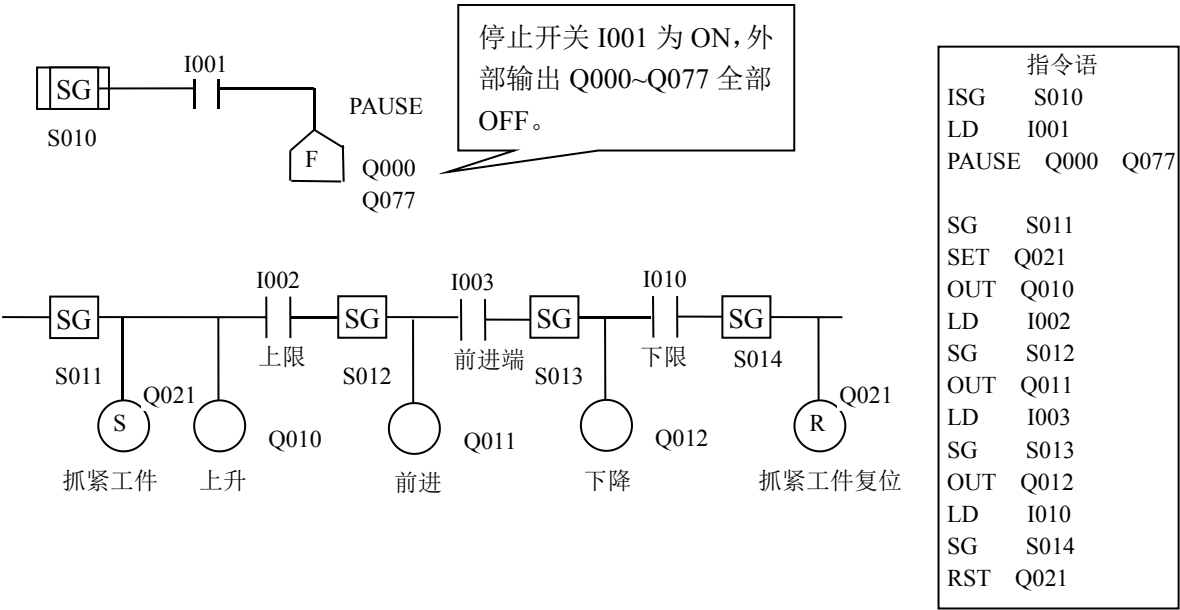 停止开关 I001 为 ON，外
部输出 Q000~Q077 全部
OFF。
I001
SG
S010
PAUSE
F
Q000
Q077
I002
I003
I010
SG
SG
SG
SG
上限
前进端
下限
S011
S012
S013
S014
Q021
Q021
S
R
Q010
Q011
Q012
抓紧工件
上升
前进
下降
抓紧工件复位
指令语
ISG S010
LD I001
PAUSE Q000 Q077
SG S011
SET Q021
OUT Q010
LD I002
SG S012
OUT Q011
LD I003
SG S013
OUT Q012
LD I010
SG S014
RST Q021